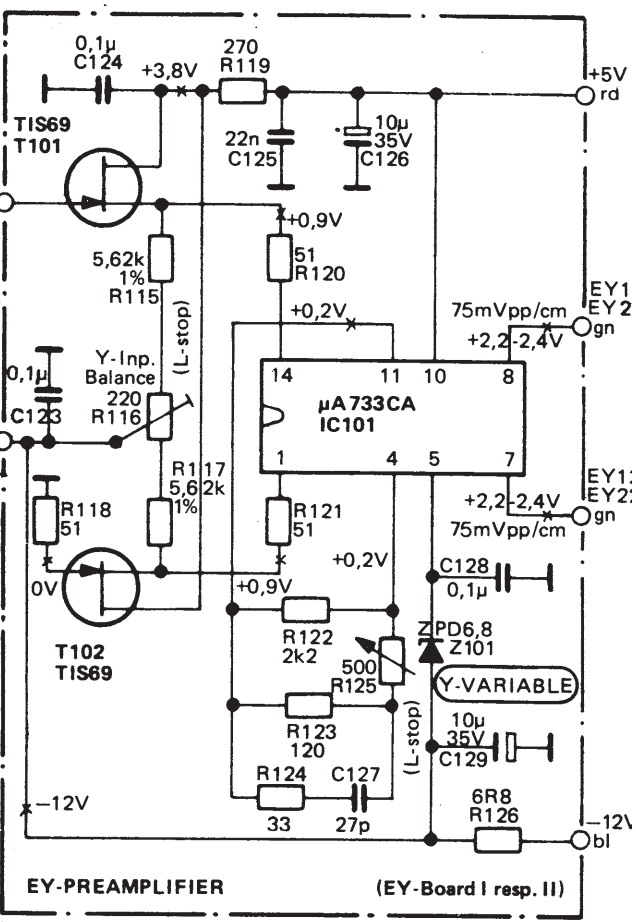 0,1µ
C124
+3,8V
270
R119
+5V
rd
TIS69
T101
22n
C125
10µ
35V
C126
+0,9V
5,62k
1%
R115
51
R120
(L-stop)
+0,2V
75mVpp/cm
+2,2-2,4V
EY1
EY2
gn
0,1µ
C123
Y-Inp.
Balance
220
R116
14
11
10
8
µA733CA
IC101
1
4
5
7
R117
5,62k
1%
R118
51
R121
51
+2,2-2,4V
75mVpp/cm
gn
0V
+0,9V
+0,2V
C128
0,1µ
T102
TIS69
R122
2k2
500
R125
ZPD6,8
Z101
Y-VARIABLE
R123
120
(L-stop)
10µ
35V
C129
R124
33
C127
27p
−12V
6R8
R126
−12V
bl
EY-PREAMPLIFIER
(EY-Board I resp. II)